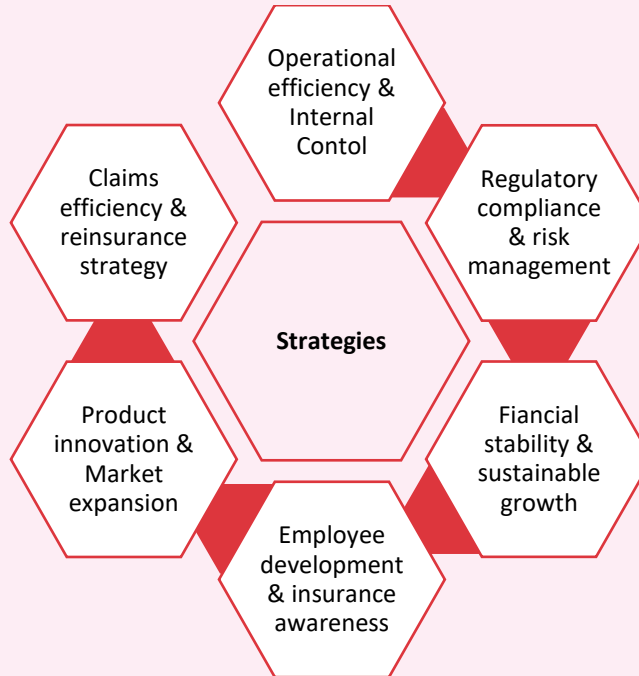 Operational
efficiency &
Internal
Contol
Regulatory
compliance
& risk
management
Fiancial
stability &
sustainable
growth
Employee
development
& insurance
awareness
Product
innovation &
Market
expansion
Claims
efficiency &
reinsurance
strategy
Strategies